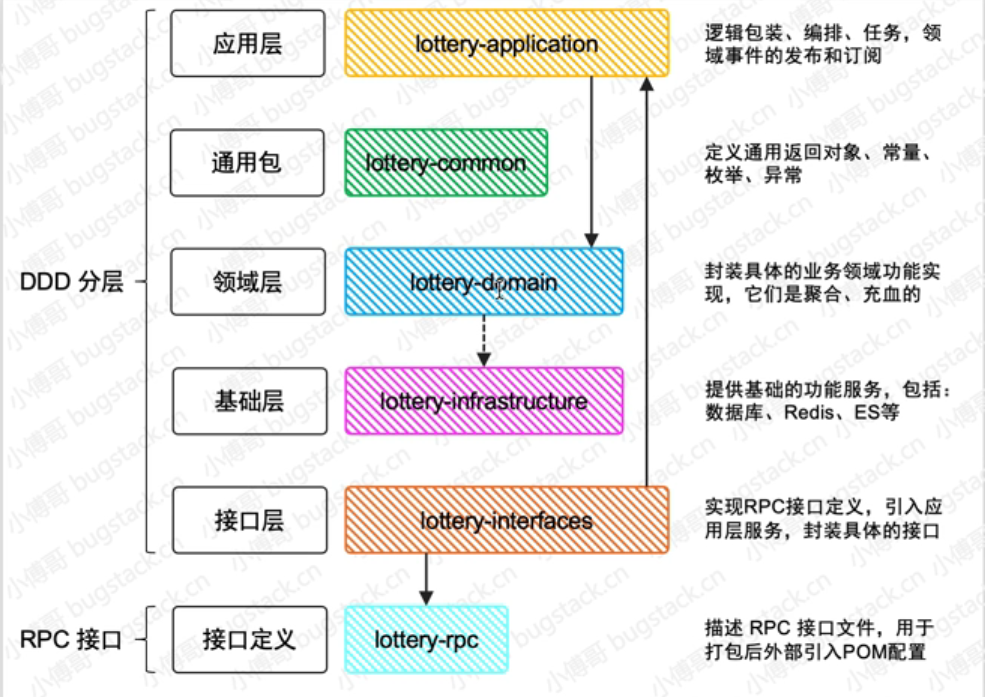 应用层
lottery-application
逻辑包装、编排、任务，领
域事件的发布和订阅
通用包
lottery-common
定义通用返回对象、常量、
枚举、异常
DDD 分层
领域层
lottery-domain
封装具体的业务领域功能实
现，它们是聚合、充血的
基础层
lottery-infrastructure
提供基础的功能服务，包括：
数据库、Redis、ES等
接口层
lottery-interfaces
实现RPC接口定义，引入应
用层服务，封装具体的接口
RPC 接口
接口定义
lottery-rpc
描述 RPC 接口文件，用于
打包后外部引入POM配置
小傅哥 bugstack.cn